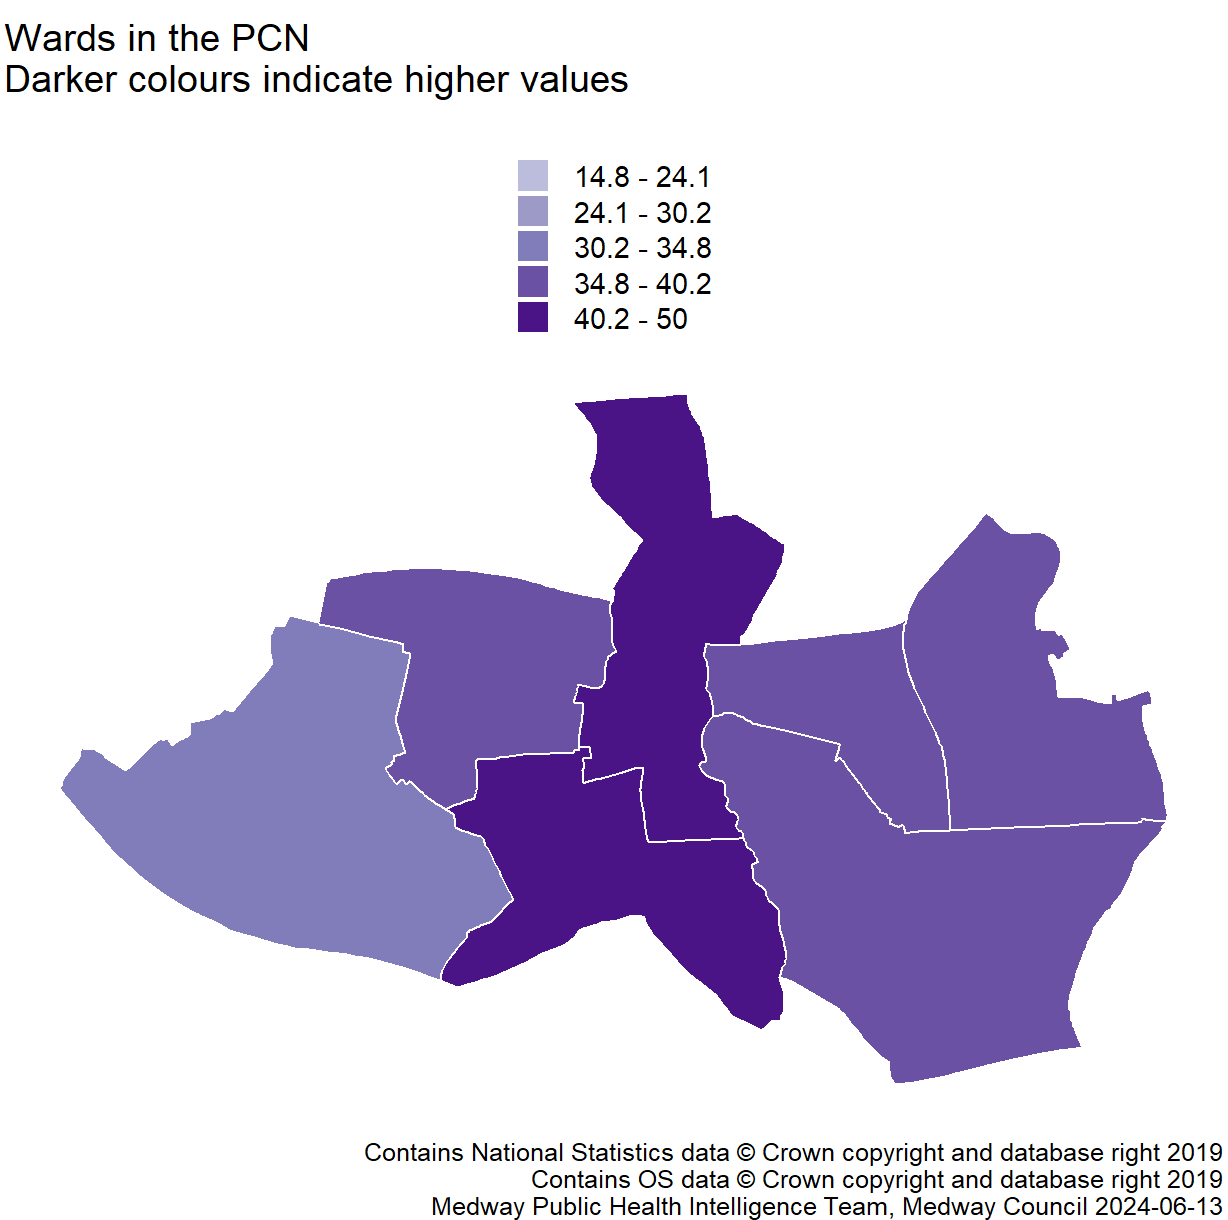 Wards in the PCN
Darker colours indicate higher values
14.8 - 24.1
24.1 - 30.2
30.2 - 34.8
34.8 - 40.2
40.2 - 50
Contains National Statistics data © Crown copyright and database right 2019
Contains OS data © Crown copyright and database right 2019
Medway Public Health Intelligence Team, Medway Council 2024-06-13